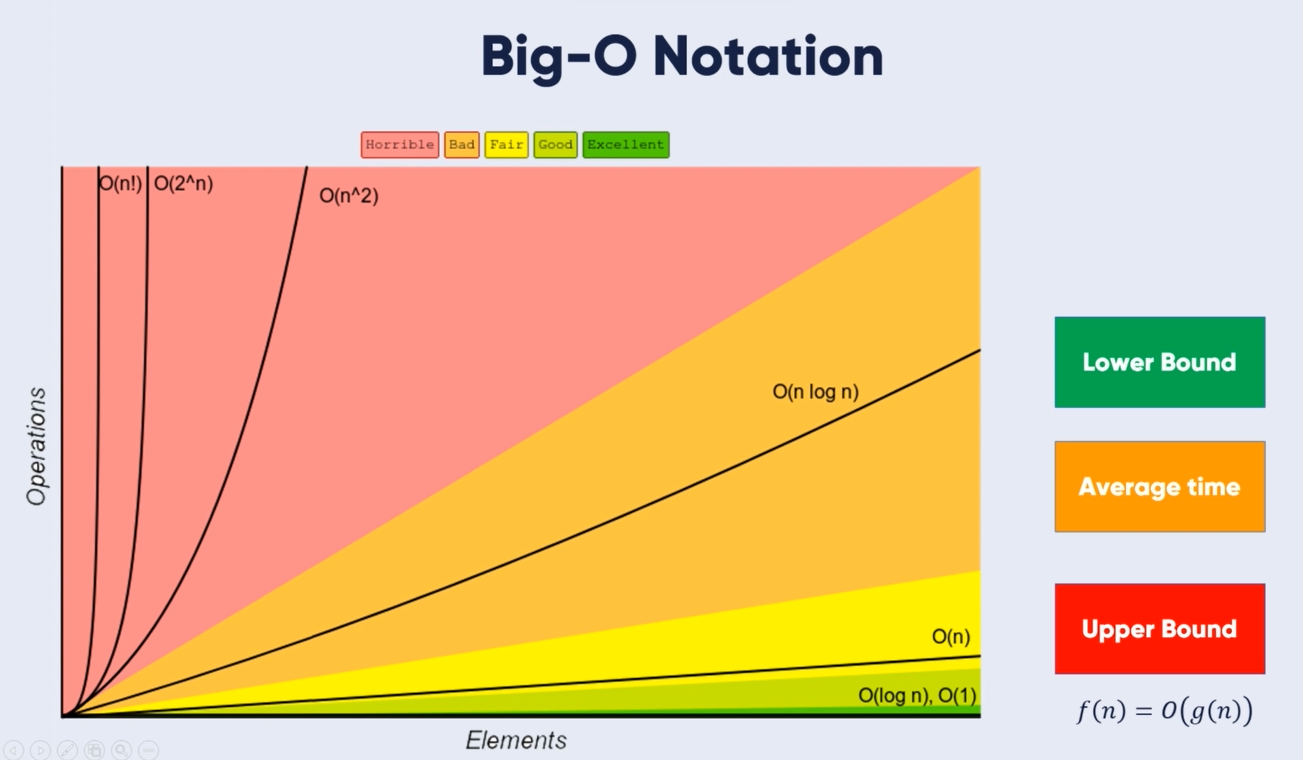 Big-O Notation
Horrible Bad Fair Good Excellent
O(n!) O(2^n)
O(n^2)
O(n log n)
O(n)
O(log n), O(1)
Operations
Elements
Lower Bound
Average time
Upper Bound
f(n) = O(g(n))